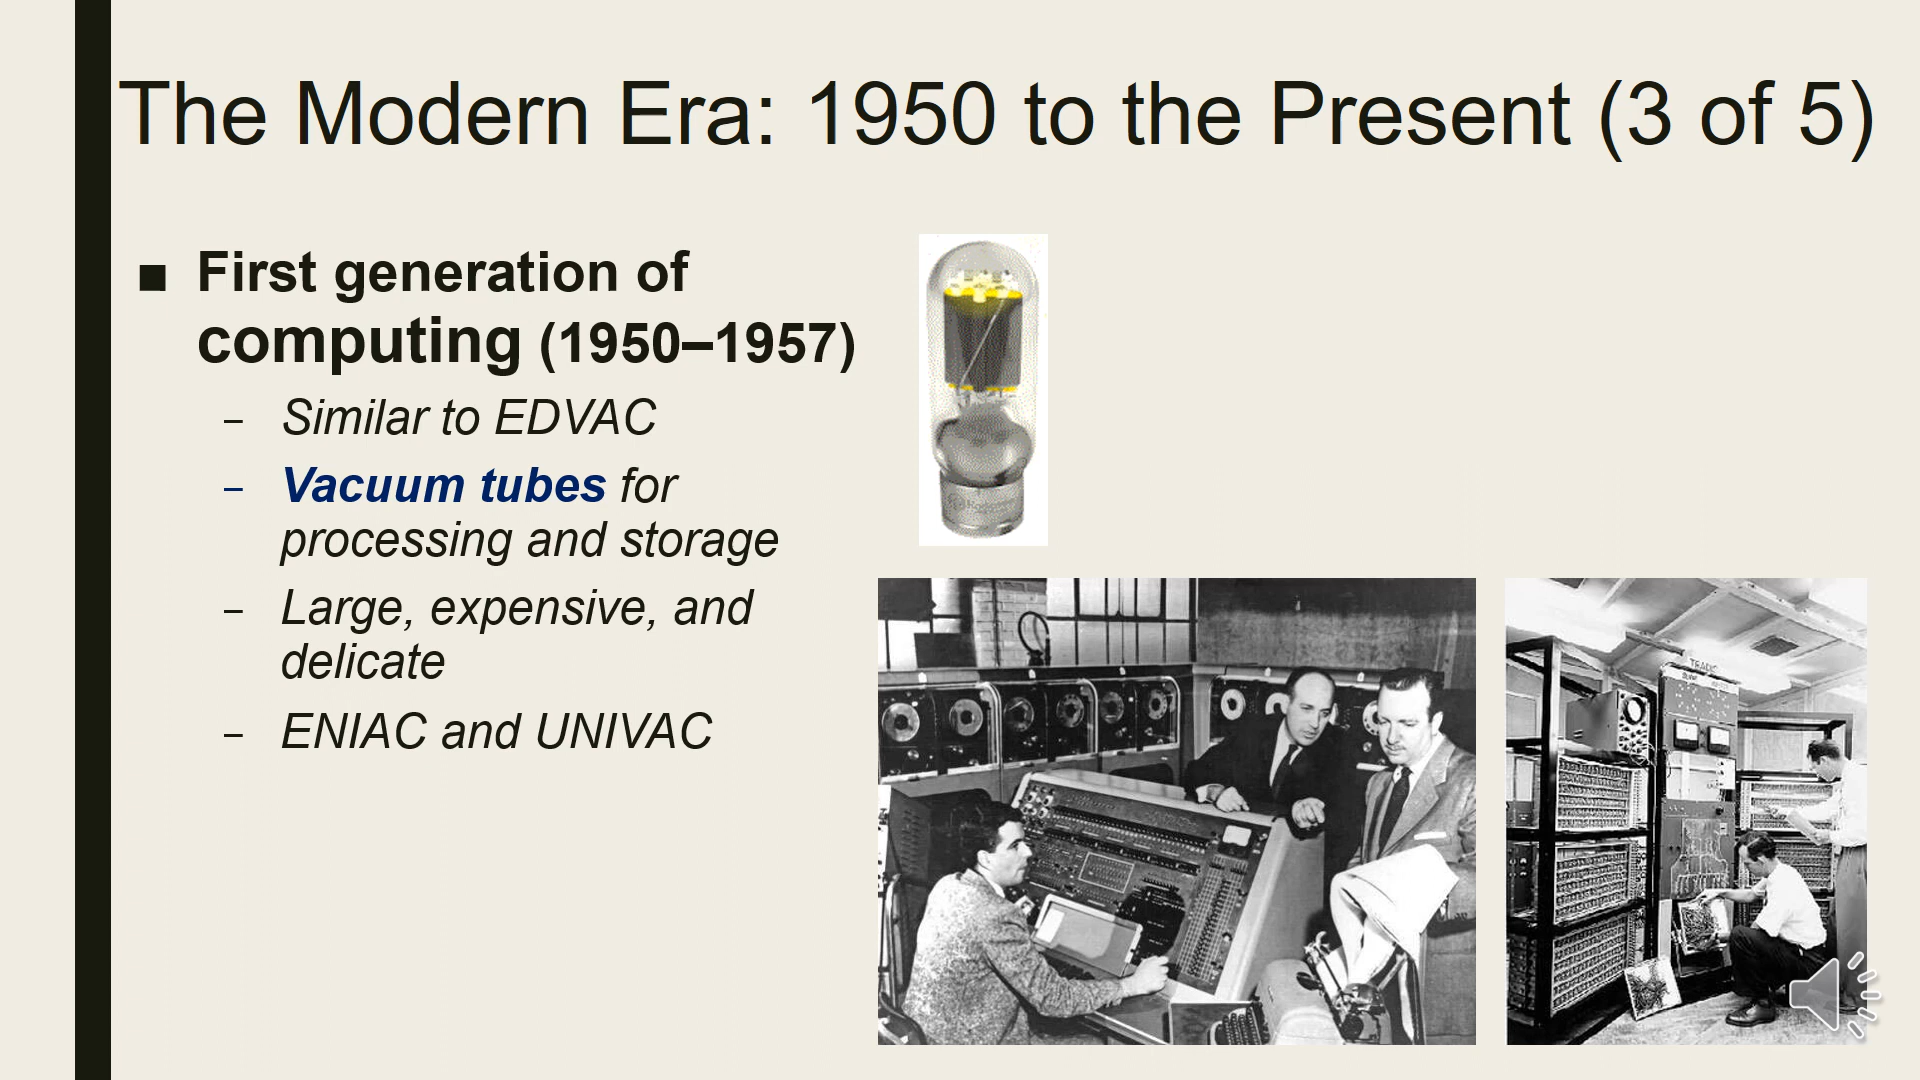 The Modern Era: 1950 to the Present (3 of 5)
■ First generation of
computing (1950–1957)
– Similar to EDVAC
– Vacuum tubes for
processing and storage
– Large, expensive, and
delicate
– ENIAC and UNIVAC
TRADIC